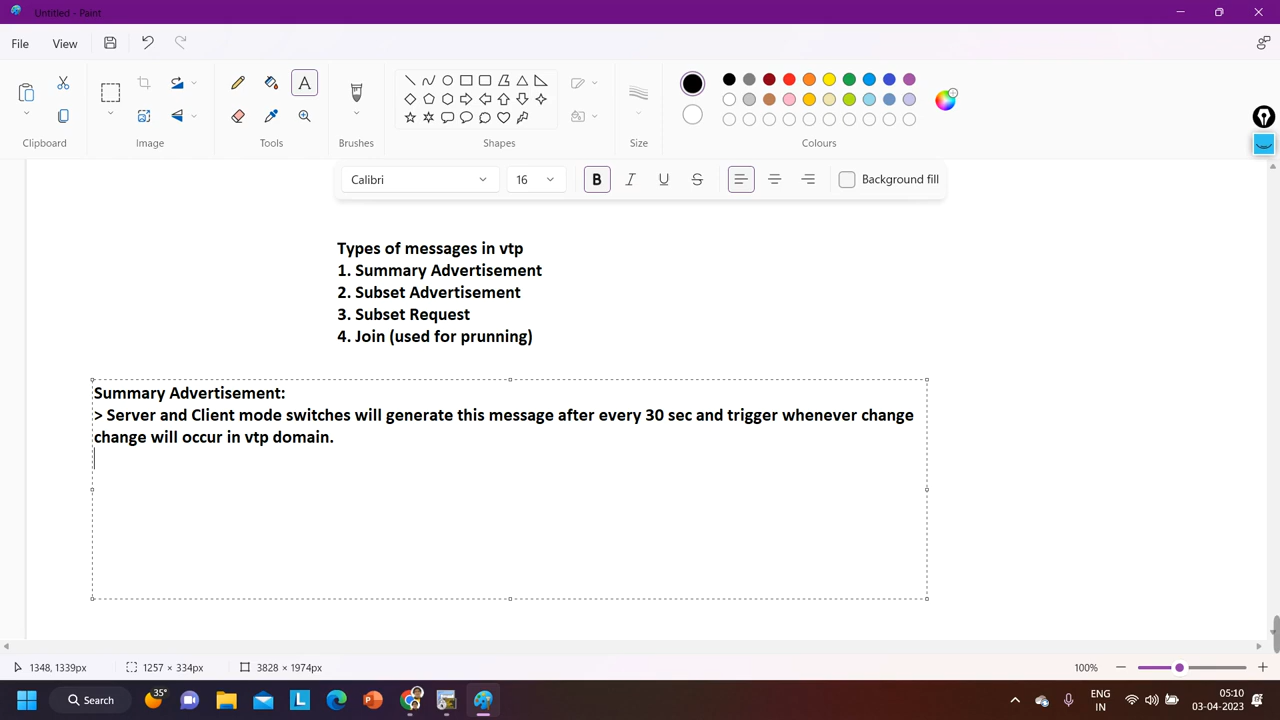 Untitled - Paint
File
View
Clipboard
Image
Tools
Brushes
Shapes
Size
Colours
Calibri
16
B
Background fill
Types of messages in vtp
1. Summary Advertisement
2. Subset Advertisement
3. Subset Request
4. Join (used for prunning)
Summary Advertisement:
> Server and Client mode switches will generate this message after every 30 sec and trigger whenever change
change will occur in vtp domain.
1348, 1339px
1257 × 334px
3828 × 1974px
100%
35°
Search
ENG
IN
05:10
03-04-2023